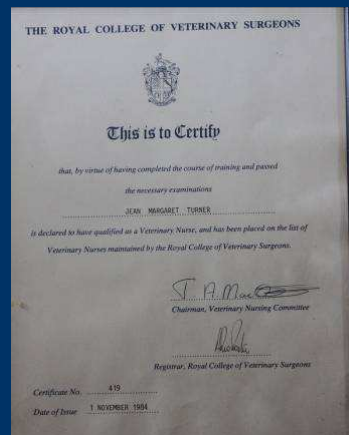 THE ROYAL COLLEGE OF VETERINARY SURGEONS
This is to Certify
that, by virtue of having completed the course of training and passed
the necessary examinations
JEAN MARGARET TURNER
is declared to have qualified as a Veterinary Nurse, and has been placed on the list of
Veterinary Nurses maintained by the Royal College of Veterinary Surgeons.
Chairman, Veterinary Nursing Committee
Registrar, Royal College of Veterinary Surgeons
Certificate No. 419
Date of Issue 1 NOVEMBER 1984